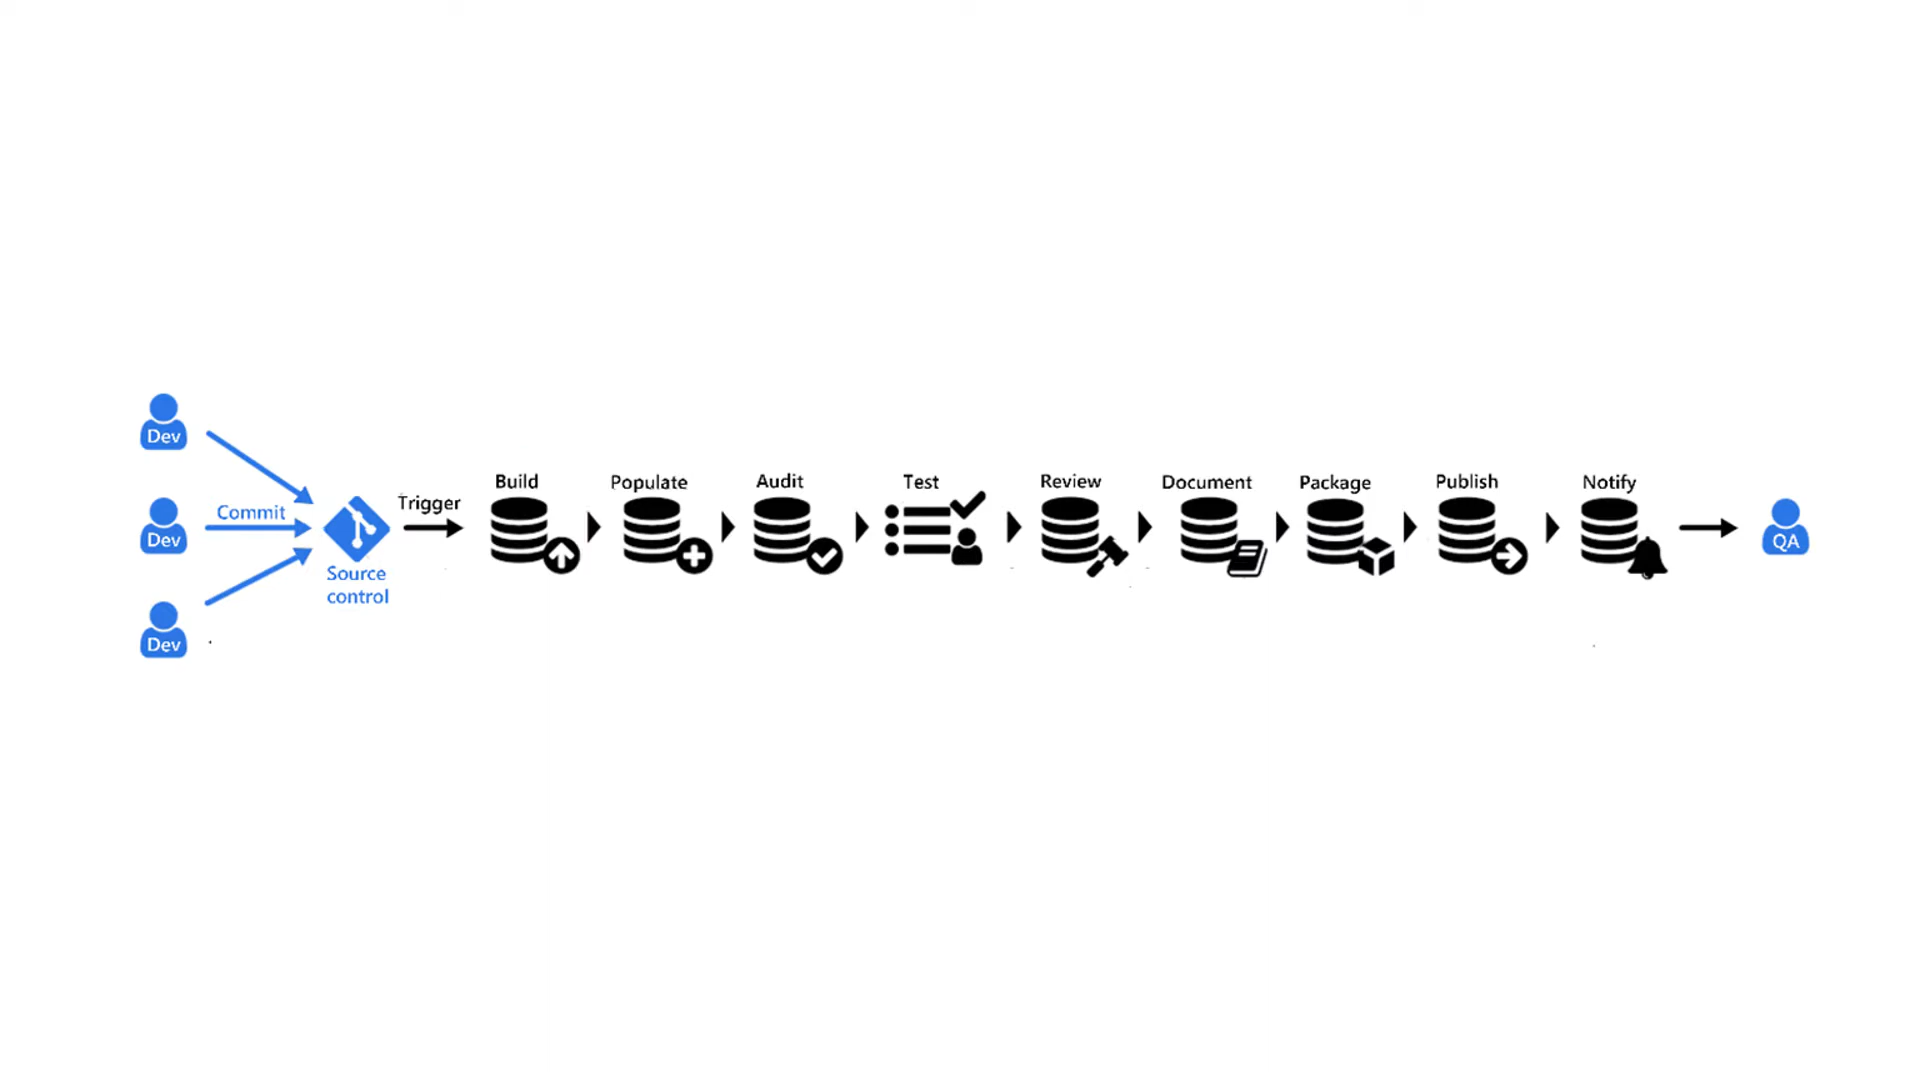 Dev
Dev
Dev
Commit
Source
control
Trigger
Build
Populate
Audit
Test
Review
Document
Package
Publish
Notify
QA